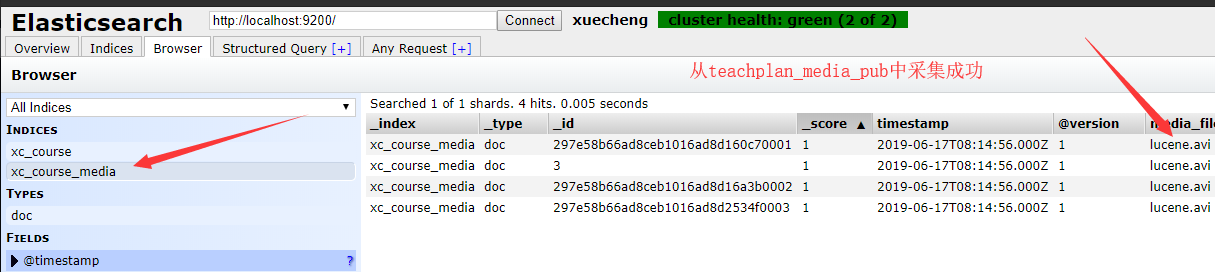 Elasticsearch http://localhost:9200/ Connect xuecheng cluster health: green (2 of 2)
Overview Indices Browser Structured Query [+] Any Request [+]
Browser
从teachplan_media_pub中采集成功
All Indices
INDICES
xc_course
xc_course_media
TYPES
doc
FIELDS
@timestamp ?
Searched 1 of 1 shards. 4 hits. 0.005 seconds
_index _type _id _score ▲ timestamp @version media_file
xc_course_media doc 297e58b66ad8ceb1016ad8d160c70001 1 2019-06-17T08:14:56.000Z 1 lucene.avi
xc_course_media doc 3 1 2019-06-17T08:14:56.000Z 1 lucene.avi
xc_course_media doc 297e58b66ad8ceb1016ad8d16a3b0002 1 2019-06-17T08:14:56.000Z 1 lucene.avi
xc_course_media doc 297e58b66ad8ceb1016ad8d2534f0003 1 2019-06-17T08:14:56.000Z 1 lucene.avi